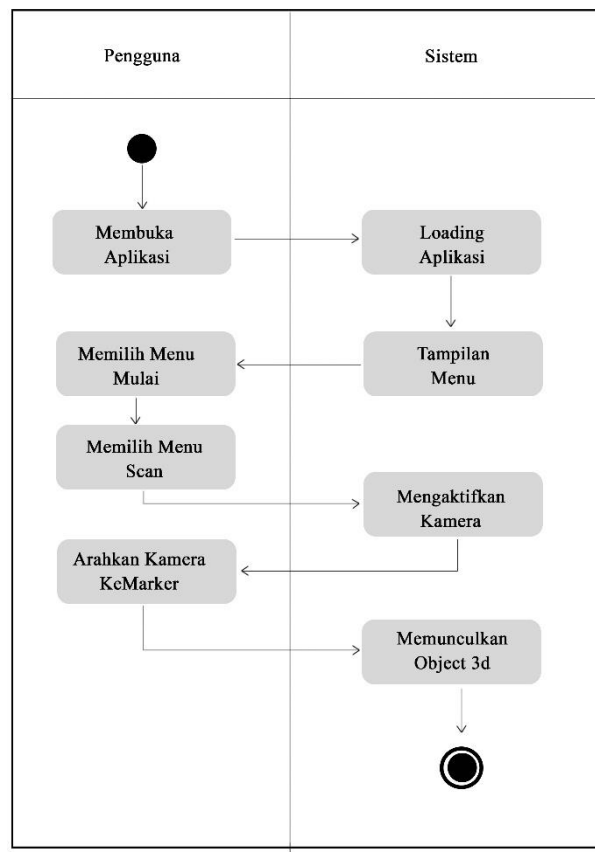 Pengguna
Sistem
Membuka
Aplikasi
Loading
Aplikasi
Tampilan
Menu
Memilih Menu
Mulai
Memilih Menu
Scan
Mengaktifkan
Kamera
Arahkan Kamera
KeMarker
Memunculkan
Object 3d